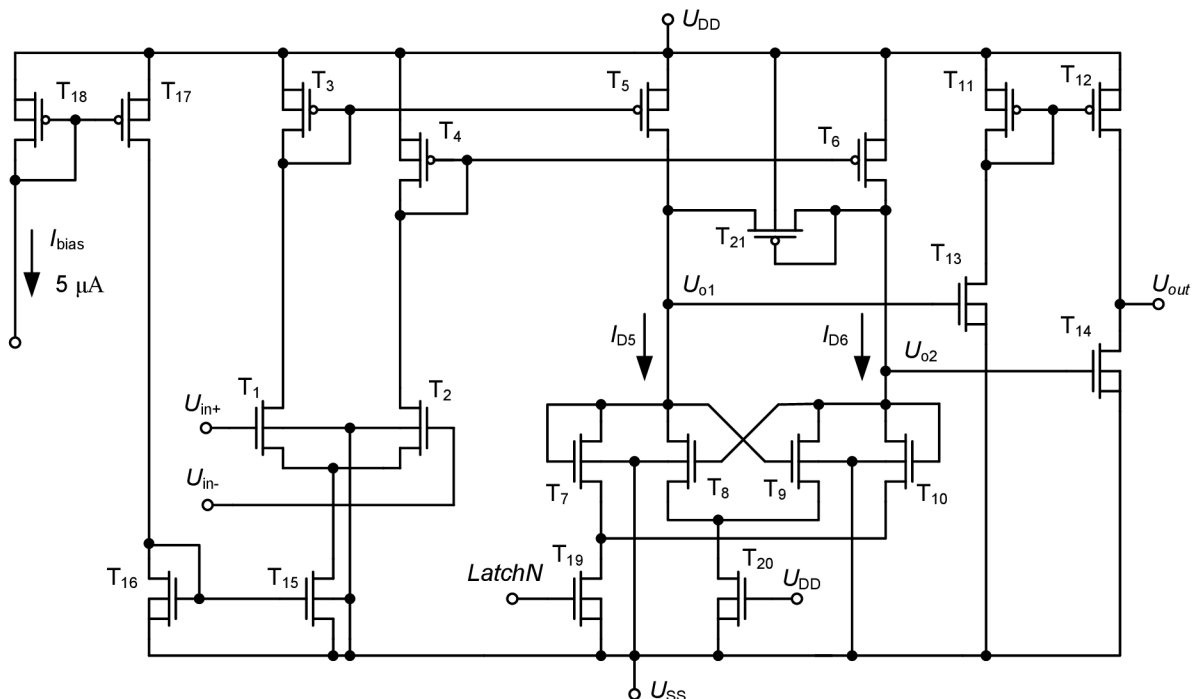 U_DD
T_18
T_17
T_3
T_5
T_11
T_12
T_4
T_6
T_21
I_bias
5 μA
T_13
U_o1
U_out
I_D5
I_D6
U_o2
T_14
T_1
T_2
U_in+
U_in-
T_7
T_8
T_9
T_10
T_16
T_15
LatchN
T_19
T_20
U_DD
U_SS